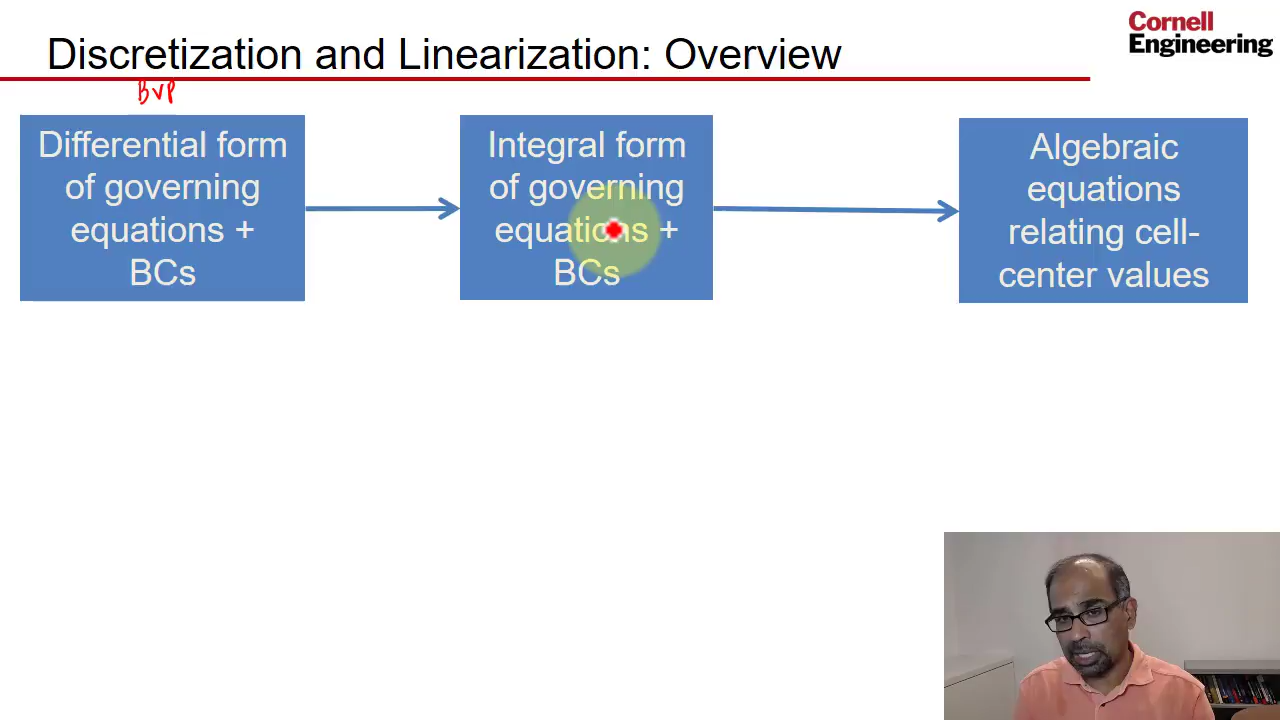 Discretization and Linearization: Overview
Cornell
Engineering
BVP
Differential form
of governing
equations +
BCs
Integral form
of governing
equations +
BCs
Algebraic
equations
relating cell-
center values